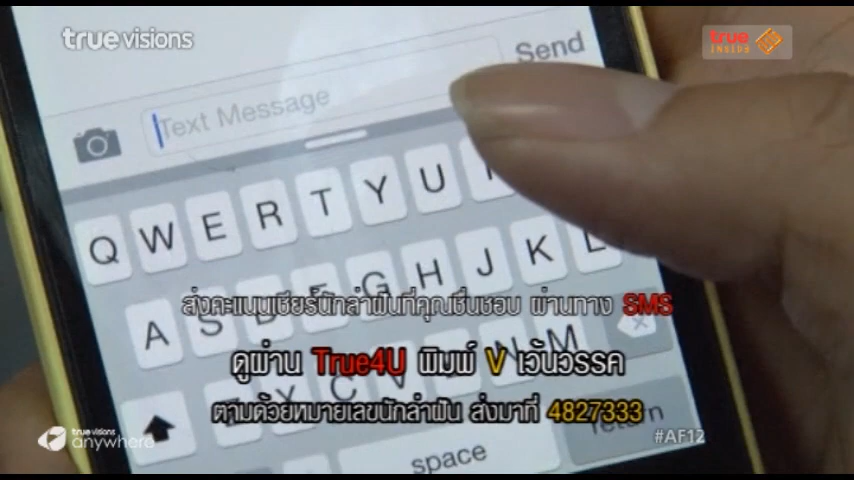 true visions
true
INSIDE
Send
Text Message
Q W E R T Y U
A S D F G H J K L
X C V N M
ส่งคะแนนเชียร์นักล่าฝันที่คุณชื่นชอบ ผ่านทาง SMS
ดูผ่าน True4U พิมพ์ V เว้นวรรค
ตามด้วยหมายเลขนักล่าฝัน ส่งมาที่ 4827333
return
space
true visions
anywhere
#AF12